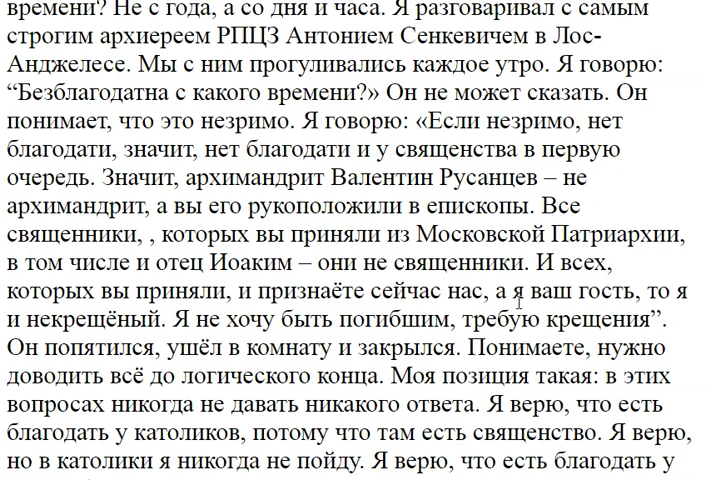 времени? Не с года, а со дня и часа. Я разговаривал с самым
строгим архиереем РПЦЗ Антонием Сенкевичем в Лос-
Анджелесе. Мы с ним прогуливались каждое утро. Я говорю:
“Безблагодатна с какого времени?» Он не может сказать. Он
понимает, что это незримо. Я говорю: «Если незримо, нет
благодати, значит, нет благодати и у священства в первую
очередь. Значит, архимандрит Валентин Русанцев – не
архимандрит, а вы его рукоположили в епископы. Все
священники, , которых вы приняли из Московской Патриархии,
в том числе и отец Иоаким – они не священники. И всех,
которых вы приняли, и признаёте сейчас нас, а я ваш гость, то я
и некрещёный. Я не хочу быть погибшим, требую крещения”.
Он попятился, ушёл в комнату и закрылся. Понимаете, нужно
доводить всё до логического конца. Моя позиция такая: в этих
вопросах никогда не давать никакого ответа. Я верю, что есть
благодать у католиков, потому что там есть священство. Я верю,
но в католики я никогда не пойду. Я верю, что есть благодать у